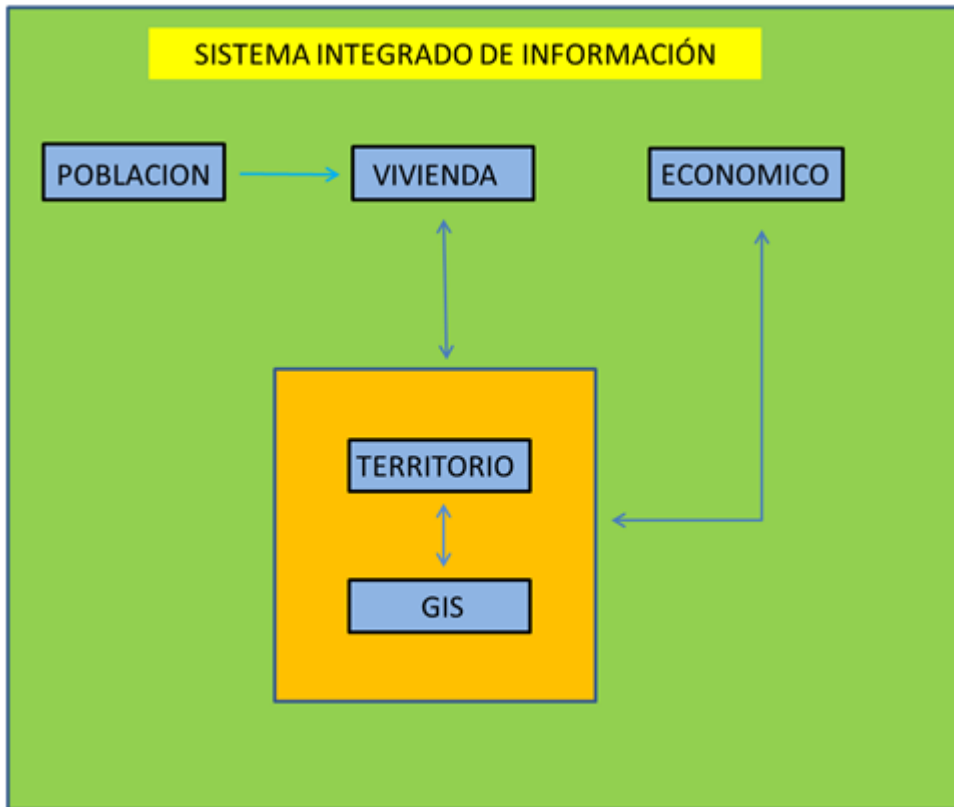 SISTEMA INTEGRADO DE INFORMACIÓN
POBLACION
VIVIENDA
ECONOMICO
TERRITORIO
GIS